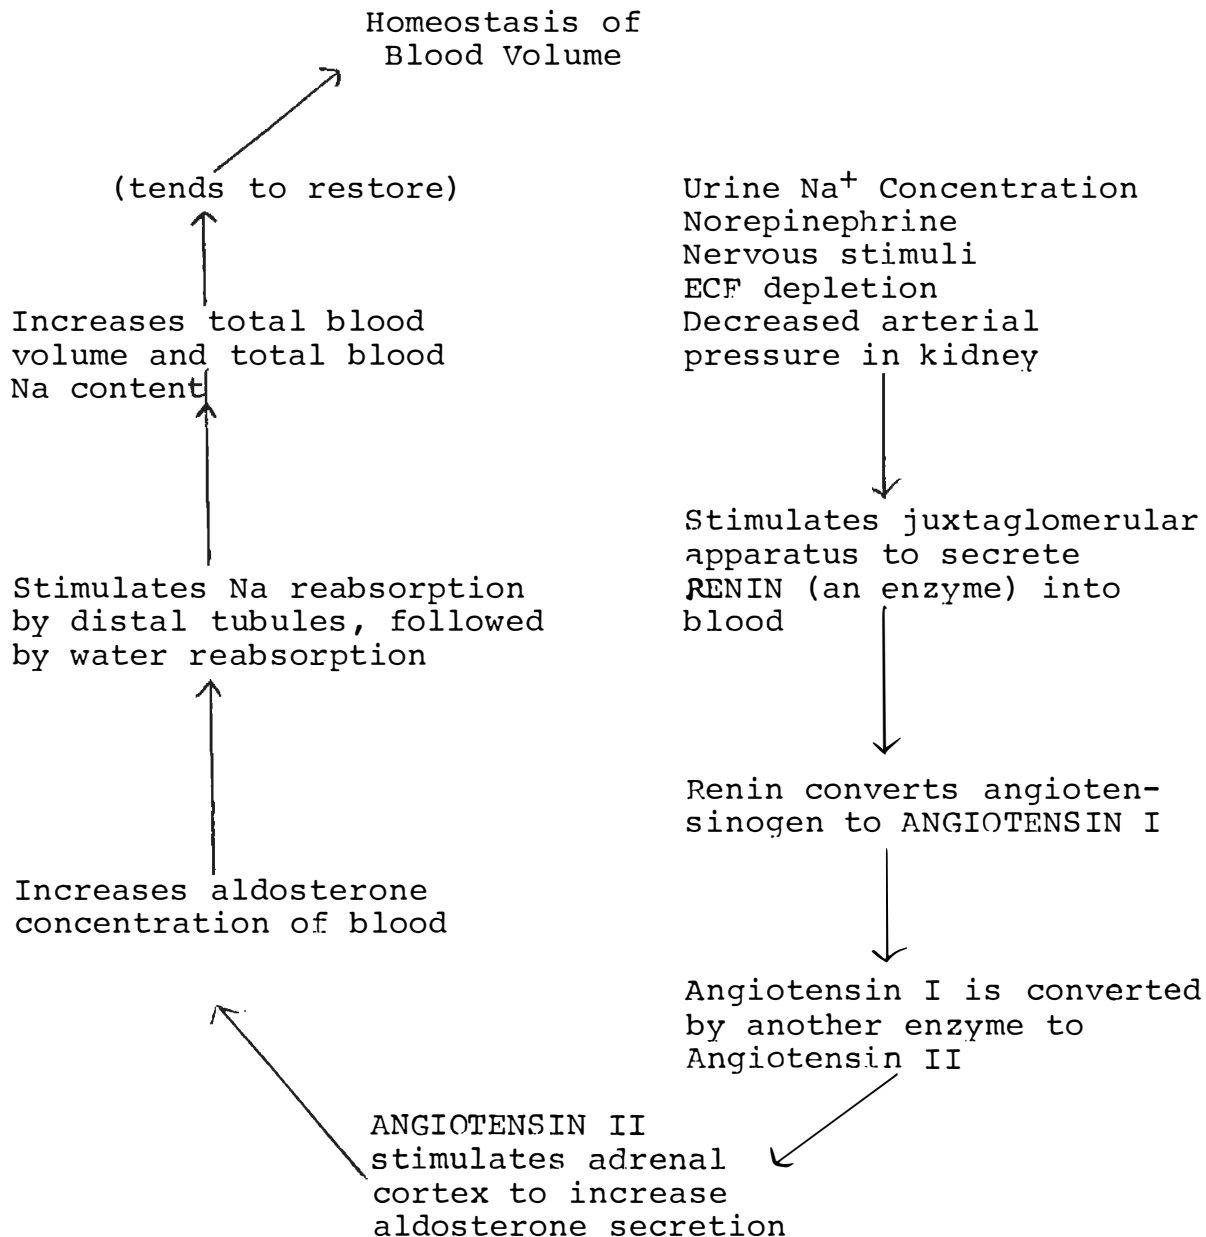 Homeostasis of
Blood Volume
(tends to restore)
Increases total blood
volume and total blood
Na content
Stimulates Na reabsorption
by distal tubules, followed
by water reabsorption
Increases aldosterone
concentration of blood
Urine Na⁺ Concentration
Norepinephrine
Nervous stimuli
ECF depletion
Decreased arterial
pressure in kidney
Stimulates juxtaglomerular
apparatus to secrete
RENIN (an enzyme) into
blood
Renin converts angioten-
sinogen to ANGIOTENSIN I
Angiotensin I is converted
by another enzyme to
Angiotensin II
ANGIOTENSIN II
stimulates adrenal
cortex to increase
aldosterone secretion